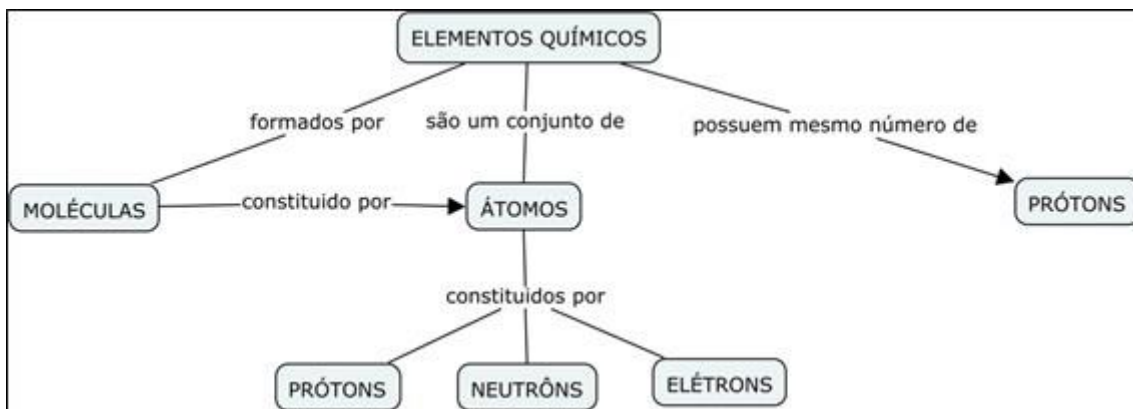 ELEMENTOS QUÍMICOS
formados por
são um conjunto de
possuem mesmo número de
MOLÉCULAS
constituido por
ÁTOMOS
PRÓTONS
constituidos por
PRÓTONS
NEUTRÔNS
ELÉTRONS